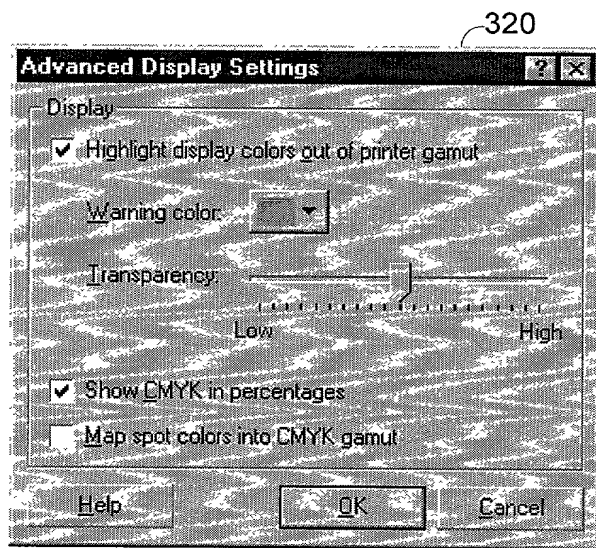 320
Advanced Display Settings ? X
Display
Highlight display colors out of printer gamut
Warning color:
Transparency:
Low High
Show CMYK in percentages
Map spot colors into CMYK gamut
Help OK Cancel